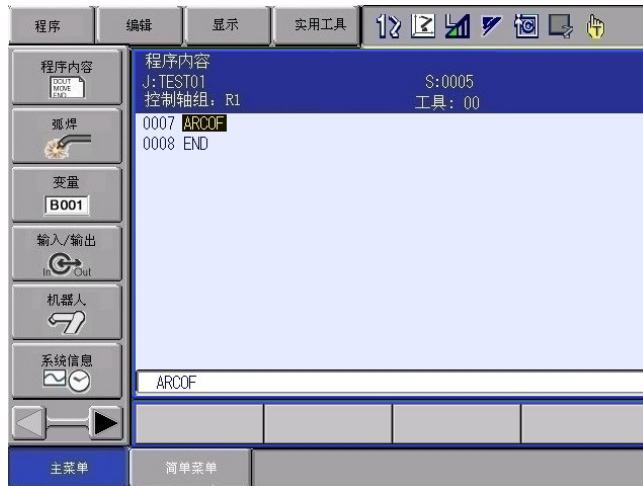 程序
编辑
显示
实用工具
程序内容
DOUT
MOVE
END
弧焊
变量
B001
输入/输出
In Out
机器人
系统信息
程序内容
J:TEST01 S:0005
控制轴组: R1 工具: 00
0007 ARCOF
0008 END
ARCOF
主菜单
简单菜单